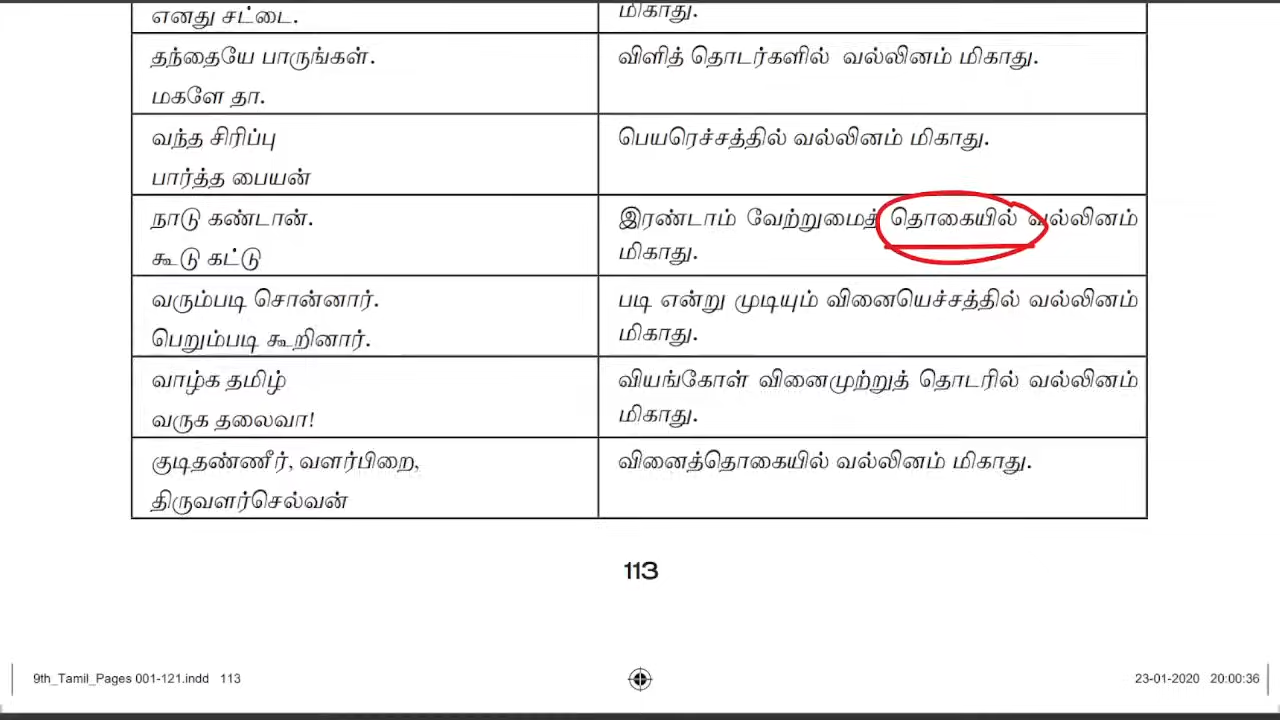 எனது சட்டை.
மிகாது.
தந்தையே பாருங்கள்.
மகளே தா.
விளித் தொடர்களில் வல்லினம் மிகாது.
வந்த சிரிப்பு
பார்த்த பையன்
பெயரெச்சத்தில் வல்லினம் மிகாது.
நாடு கண்டான்.
கூடு கட்டு
இரண்டாம் வேற்றுமைத் தொகையில் வல்லினம்
மிகாது.
வரும்படி சொன்னார்.
பெறும்படி கூறினார்.
படி என்று முடியும் வினையெச்சத்தில் வல்லினம்
மிகாது.
வாழ்க தமிழ்
வருக தலைவா!
வியங்கோள் வினைமுற்றுத் தொடரில் வல்லினம்
மிகாது.
குடிதண்ணீர், வளர்பிறை,
திருவளர்செல்வன்
வினைத்தொகையில் வல்லினம் மிகாது.
113
9th_Tamil_Pages 001-121.indd 113
23-01-2020 20:00:36